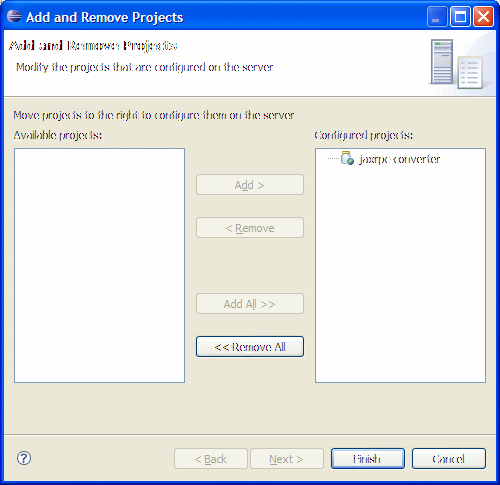 Add and Remove Projects
Add and Remove Projects
Modify the projects that are configured on the server
Move projects to the right to configure them on the server
Available projects:
Configured projects:
jaxrpc-converter
Add >
< Remove
Add All >>
<< Remove All
?
< Back
Next >
Finish
Cancel